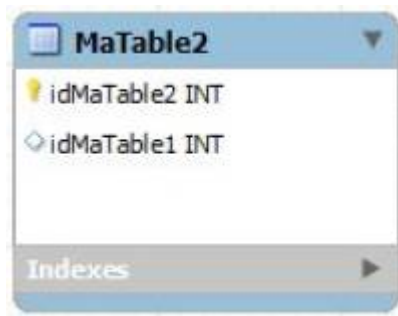 MaTable2
idMaTable2 INT
idMaTable1 INT
Indexes